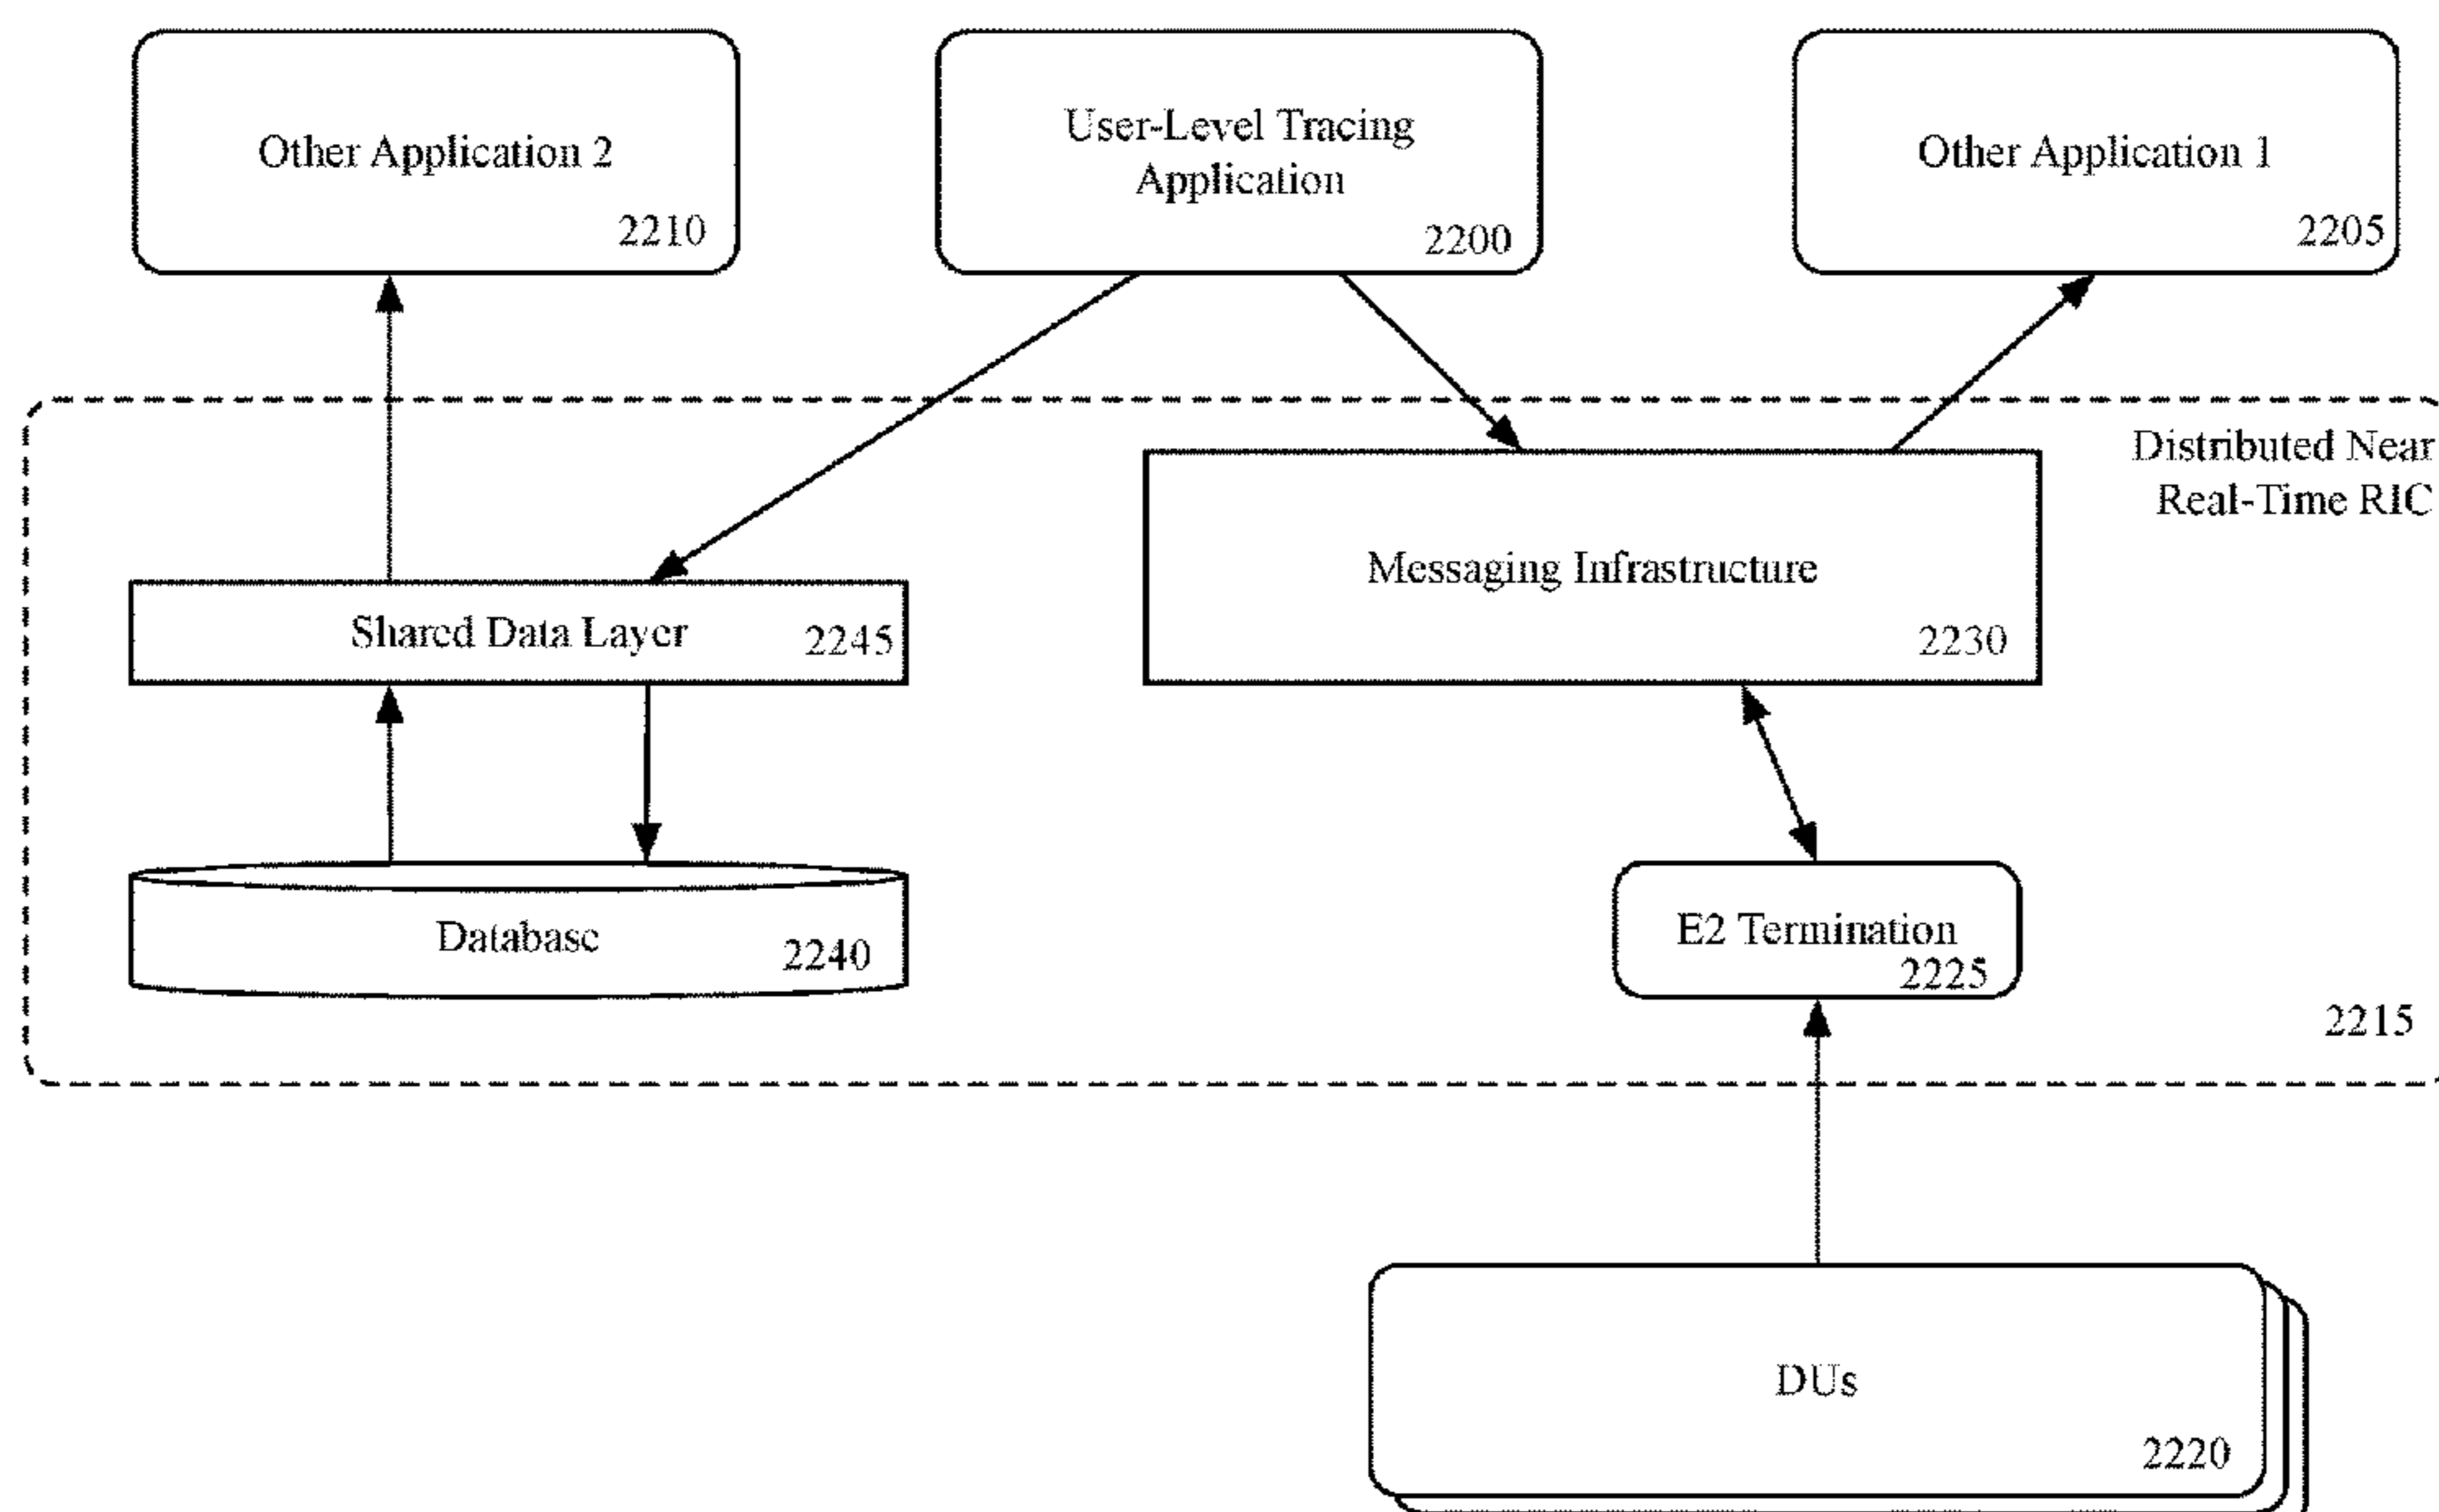 Other Application 2
2210
User-Level Tracing
Application
2200
Other Application 1
2205
Distributed Near
Real-Time RIC
Messaging Infrastructure
2230
Shared Data Layer
2245
Database
2240
E2 Termination
2225
2215
DUs
2220